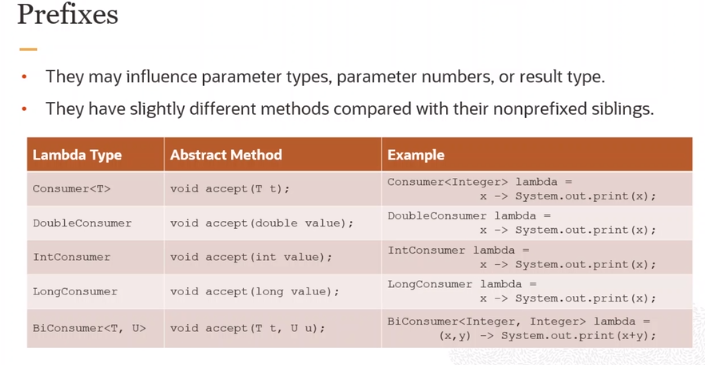 Prefixes
They may influence parameter types, parameter numbers, or result type.
They have slightly different methods compared with their nonprefixed siblings.
Lambda Type Abstract Method Example
Consumer<T> void accept(T t); Consumer<Integer> lambda =
x -> System.out.print(x);
DoubleConsumer void accept(double value); DoubleConsumer lambda =
x -> System.out.print(x);
IntConsumer void accept(int value); IntConsumer lambda =
x -> System.out.print(x);
LongConsumer void accept(long value); LongConsumer lambda =
x -> System.out.print(x);
BiConsumer<T, U> void accept(T t, U u); BiConsumer<Integer, Integer> lambda =
(x,y) -> System.out.print(x+y);